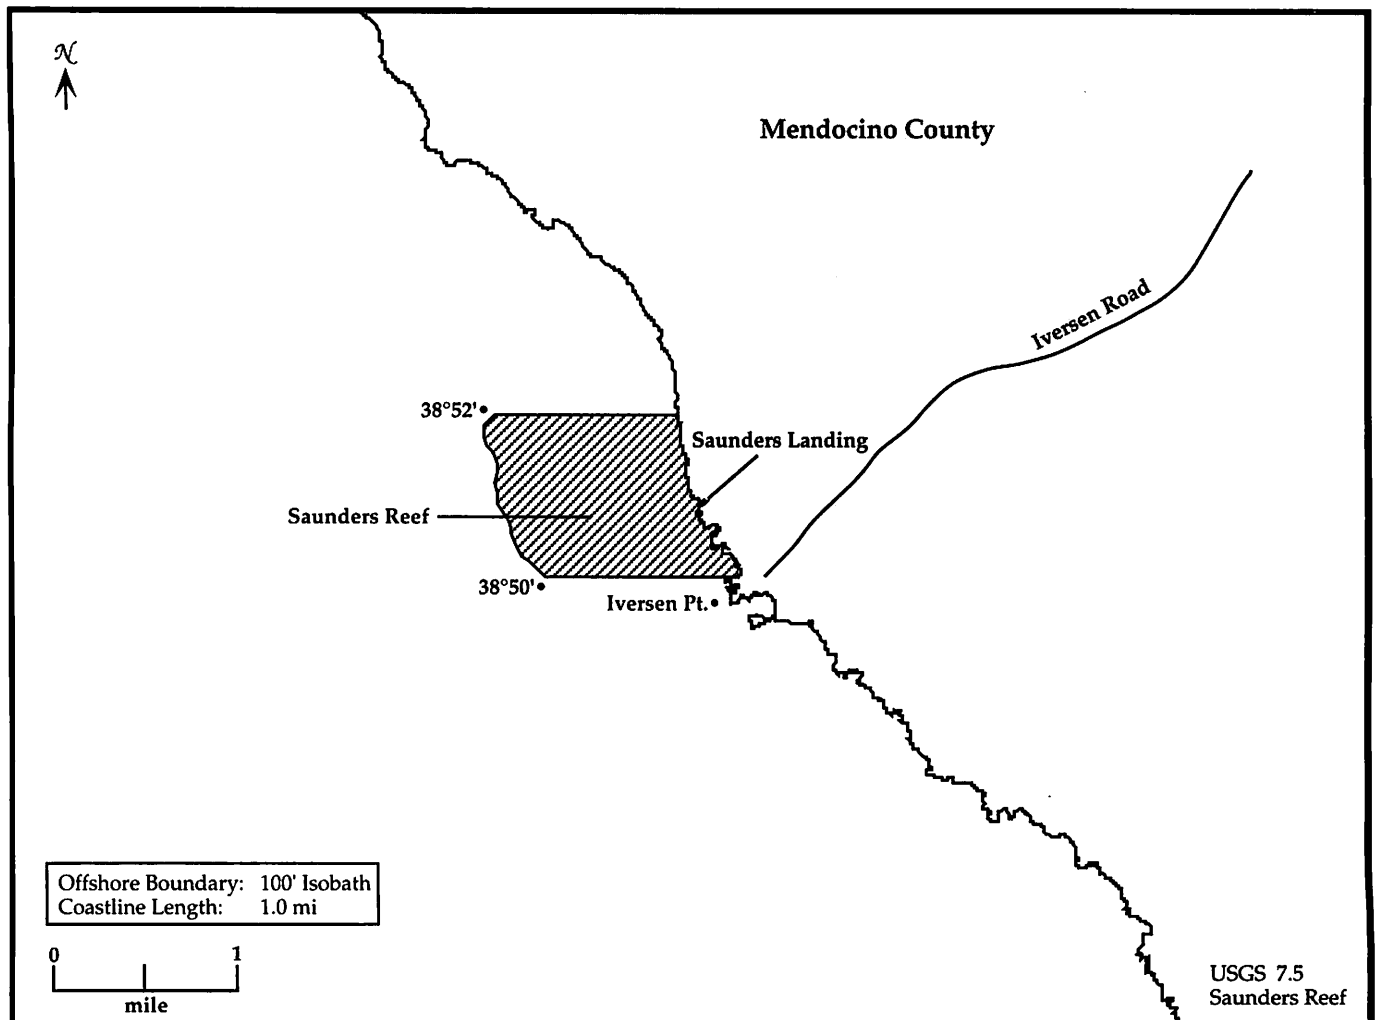 N
Mendocino County
Iversen Road
38°52'
Saunders Landing
Saunders Reef
38°50'
Iversen Pt.
Offshore Boundary: 100' Isobath
Coastline Length: 1.0 mi
0 1
mile
USGS 7.5
Saunders Reef